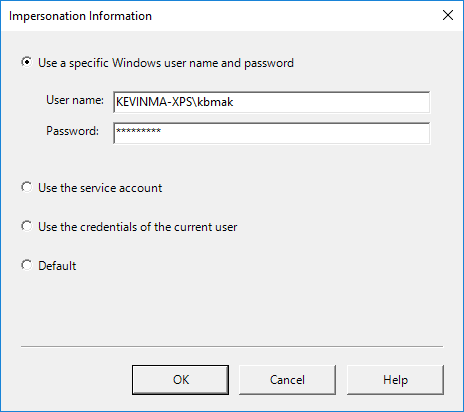 Impersonation Information
Use a specific Windows user name and password
User name: KEVINMA-XPS\kbmak
Password: *********
Use the service account
Use the credentials of the current user
Default
OK Cancel Help